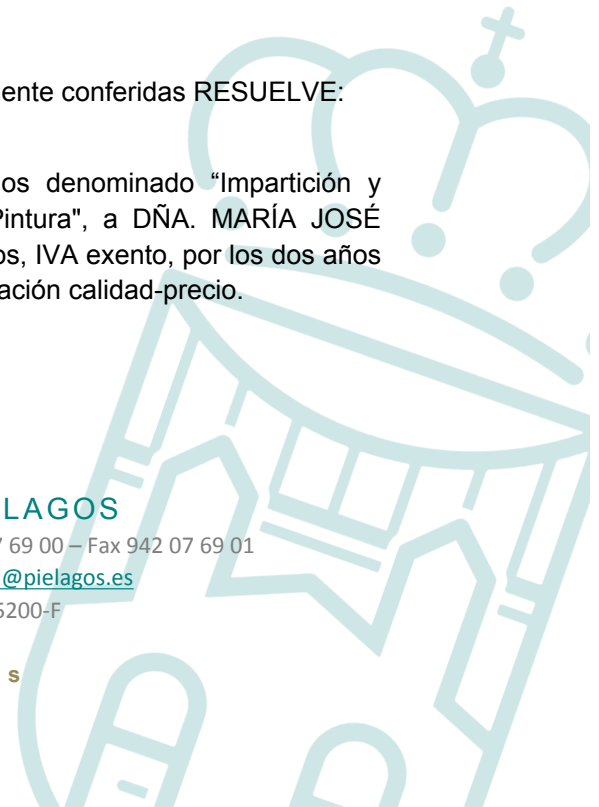 ente conferidas RESUELVE:
os denominado “Impartición y
Pintura", a DÑA. MARÍA JOSÉ
os, IVA exento, por los dos años
ación calidad-precio.
LAGOS
7 69 00 – Fax 942 07 69 01
@pielagos.es
5200-F
s